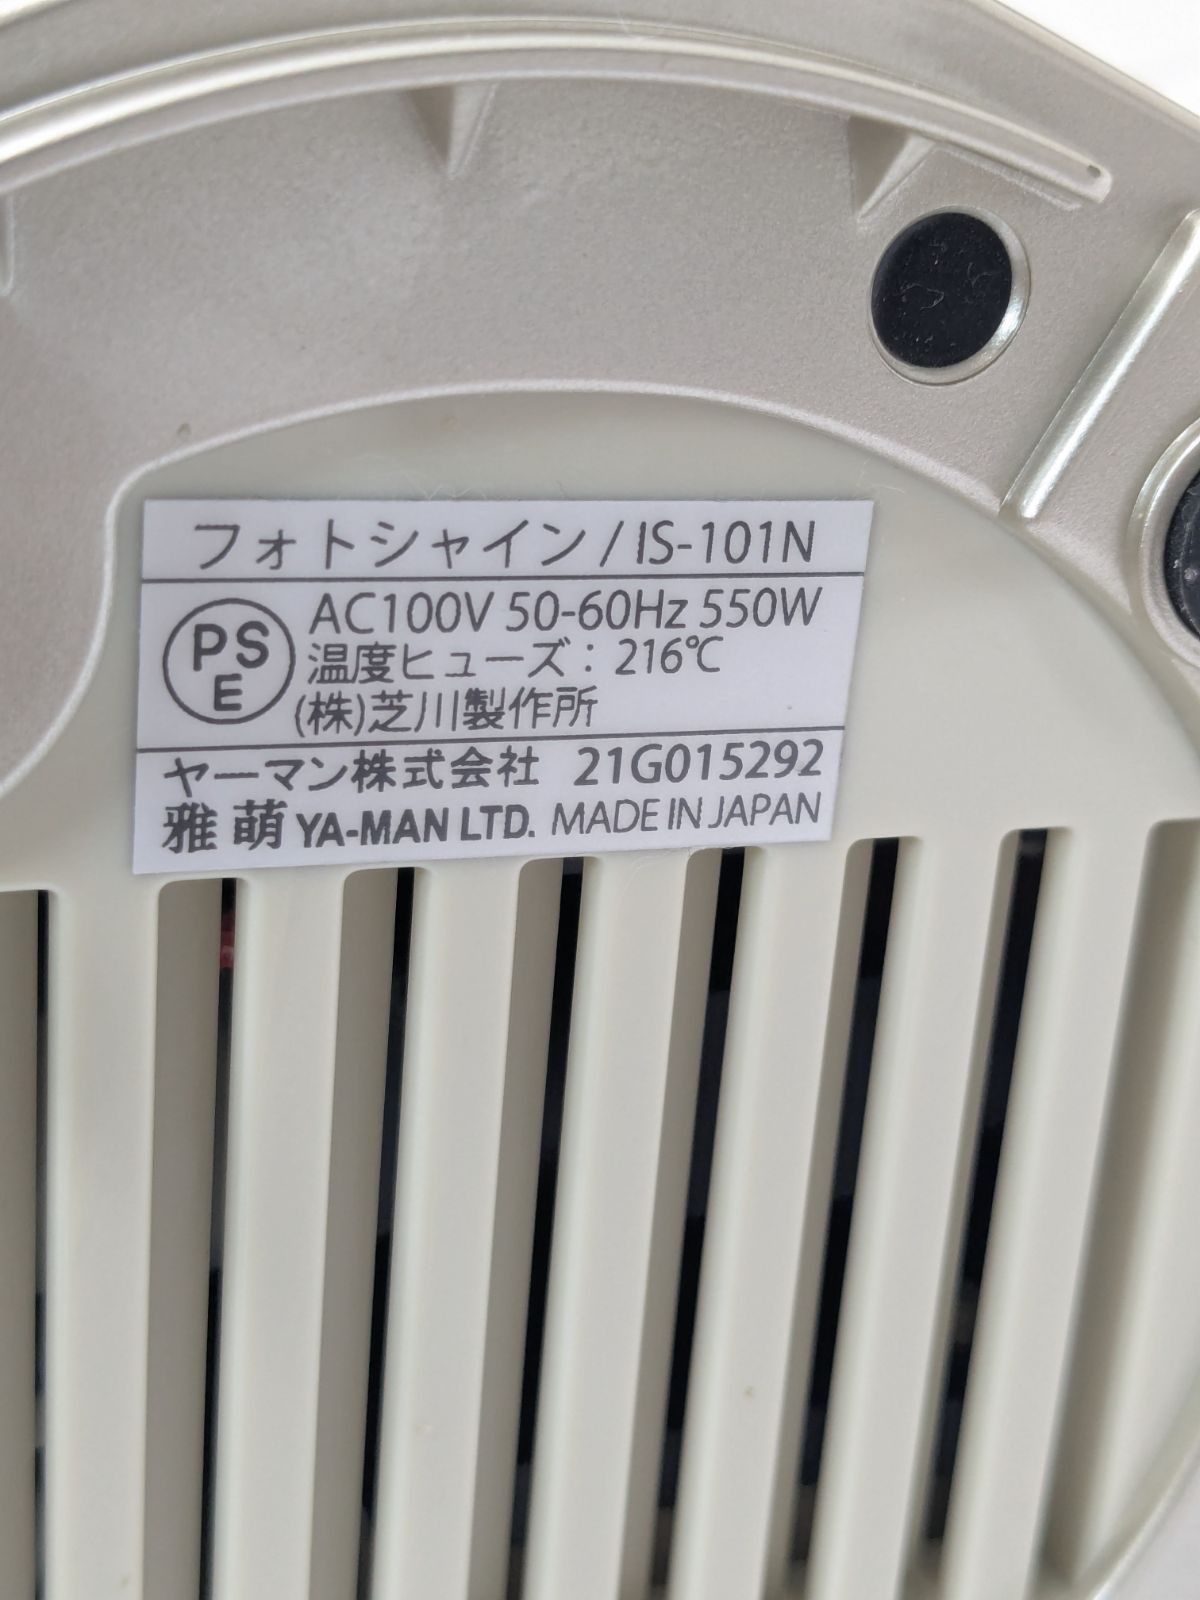 フォトシャイン / IS-101N
PS
E
AC100V 50-60Hz 550W
温度ヒューズ：216℃
(株)芝川製作所
ヤーマン株式会社 21G015292
雅萌 YA-MAN LTD. MADE IN JAPAN